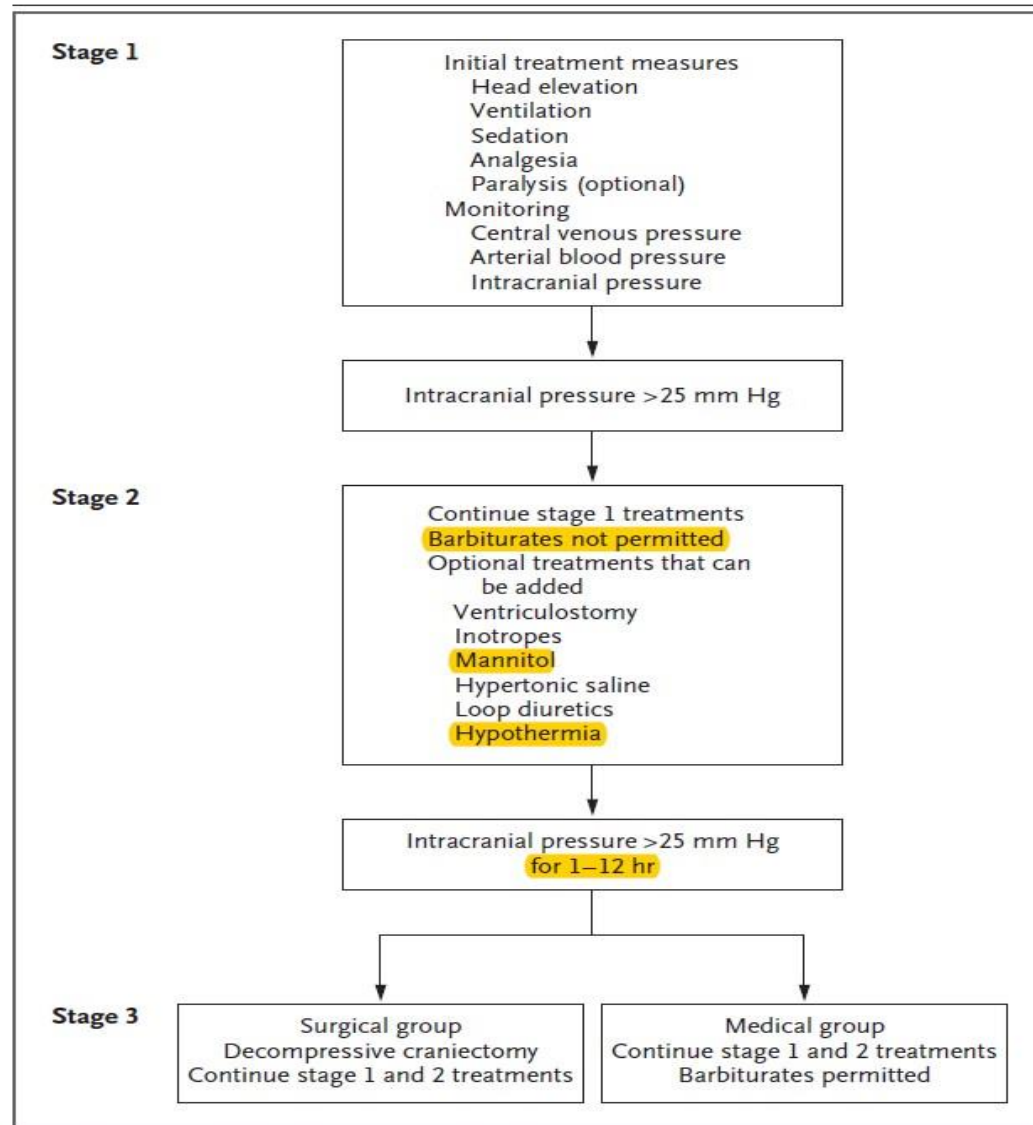 Stage 1
Initial treatment measures
Head elevation
Ventilation
Sedation
Analgesia
Paralysis (optional)
Monitoring
Central venous pressure
Arterial blood pressure
Intracranial pressure
Intracranial pressure >25 mm Hg
Stage 2
Continue stage 1 treatments
Barbiturates not permitted
Optional treatments that can
be added
Ventriculostomy
Inotropes
Mannitol
Hypertonic saline
Loop diuretics
Hypothermia
Intracranial pressure >25 mm Hg
for 1–12 hr
Stage 3
Surgical group
Decompressive craniectomy
Continue stage 1 and 2 treatments
Medical group
Continue stage 1 and 2 treatments
Barbiturates permitted